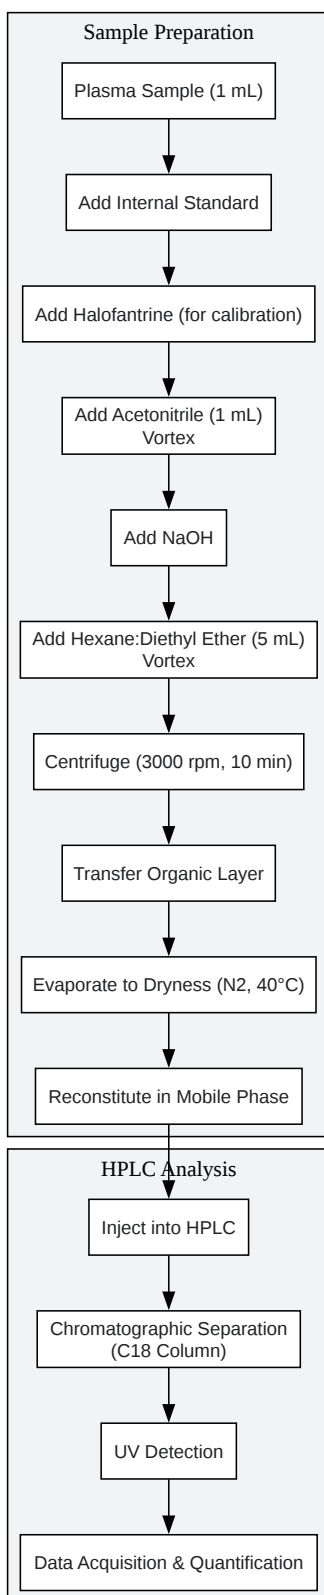 Sample Preparation
Plasma Sample (1 mL)
Add Internal Standard
Add Halofantrine (for calibration)
Add Acetonitrile (1 mL)
Vortex
Add NaOH
Add Hexane:Diethyl Ether (5 mL)
Vortex
Centrifuge (3000 rpm, 10 min)
Transfer Organic Layer
Evaporate to Dryness (N2, 40°C)
Reconstitute in Mobile Phase
HPLC Analysis
Inject into HPLC
Chromatographic Separation
(C18 Column)
UV Detection
Data Acquisition & Quantification